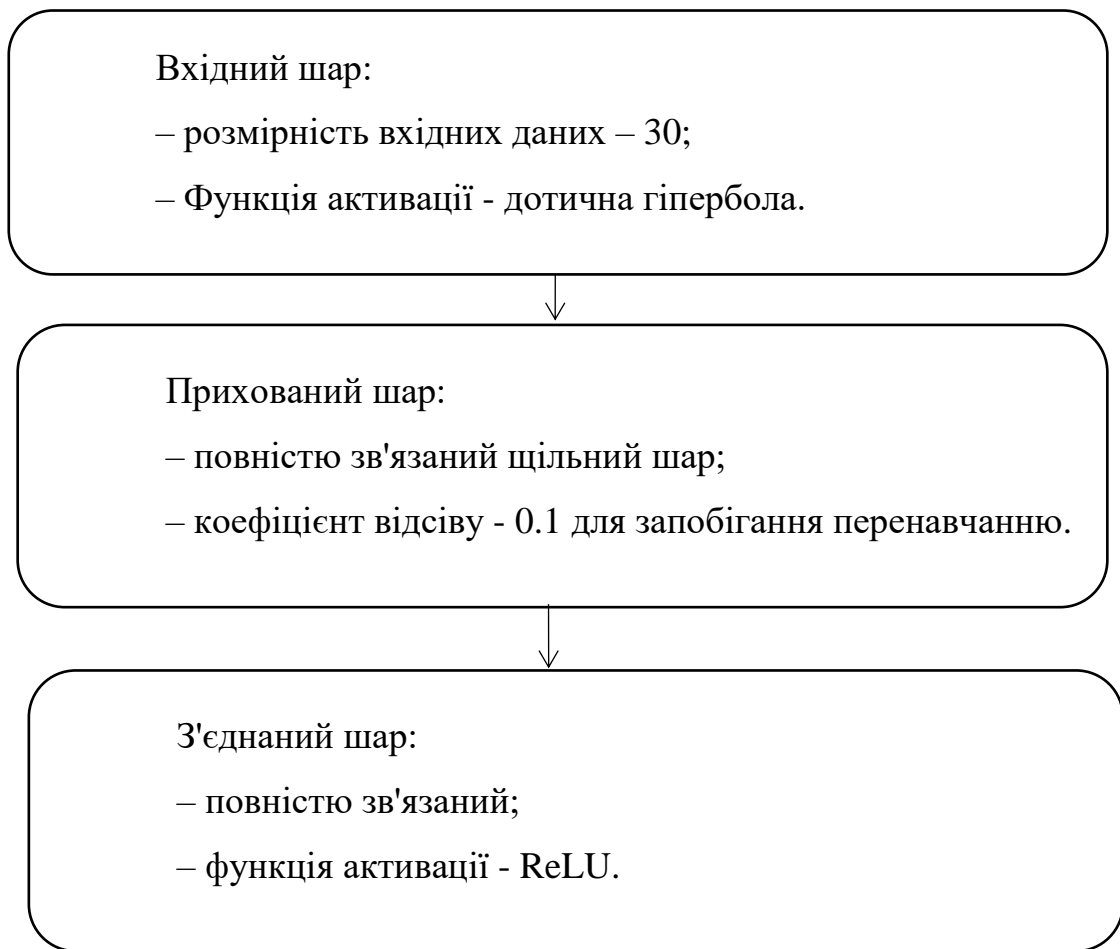 Вхідний шар:
– розмірність вхідних даних – 30;
– Функція активації - дотична гіпербола.
Прихований шар:
– повністю зв'язаний щільний шар;
– коефіцієнт відсіву - 0.1 для запобігання перенавчанню.
З'єднаний шар:
– повністю зв'язаний;
– функція активації - ReLU.